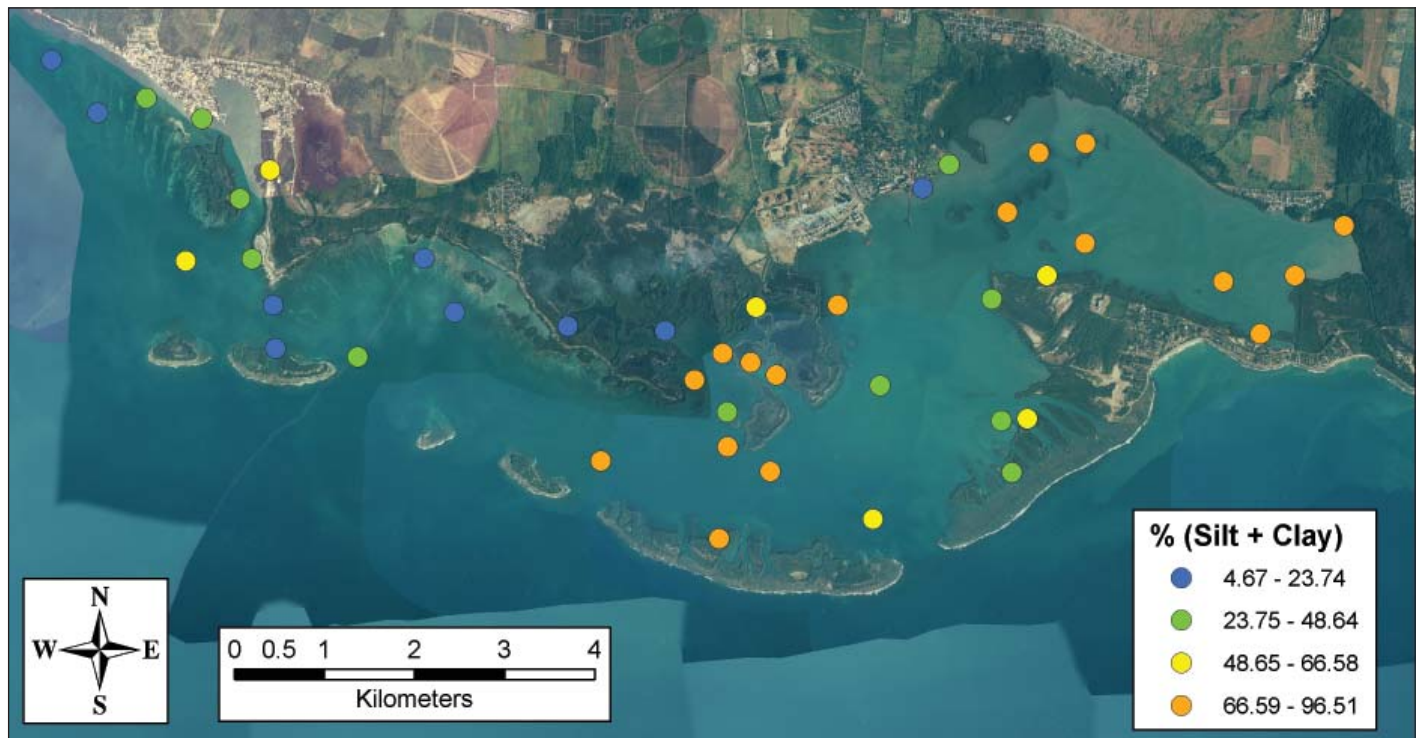 N
W E
S
0 0.5 1 2 3 4
Kilometers
% (Silt + Clay)
4.67 - 23.74
23.75 - 48.64
48.65 - 66.58
66.59 - 96.51